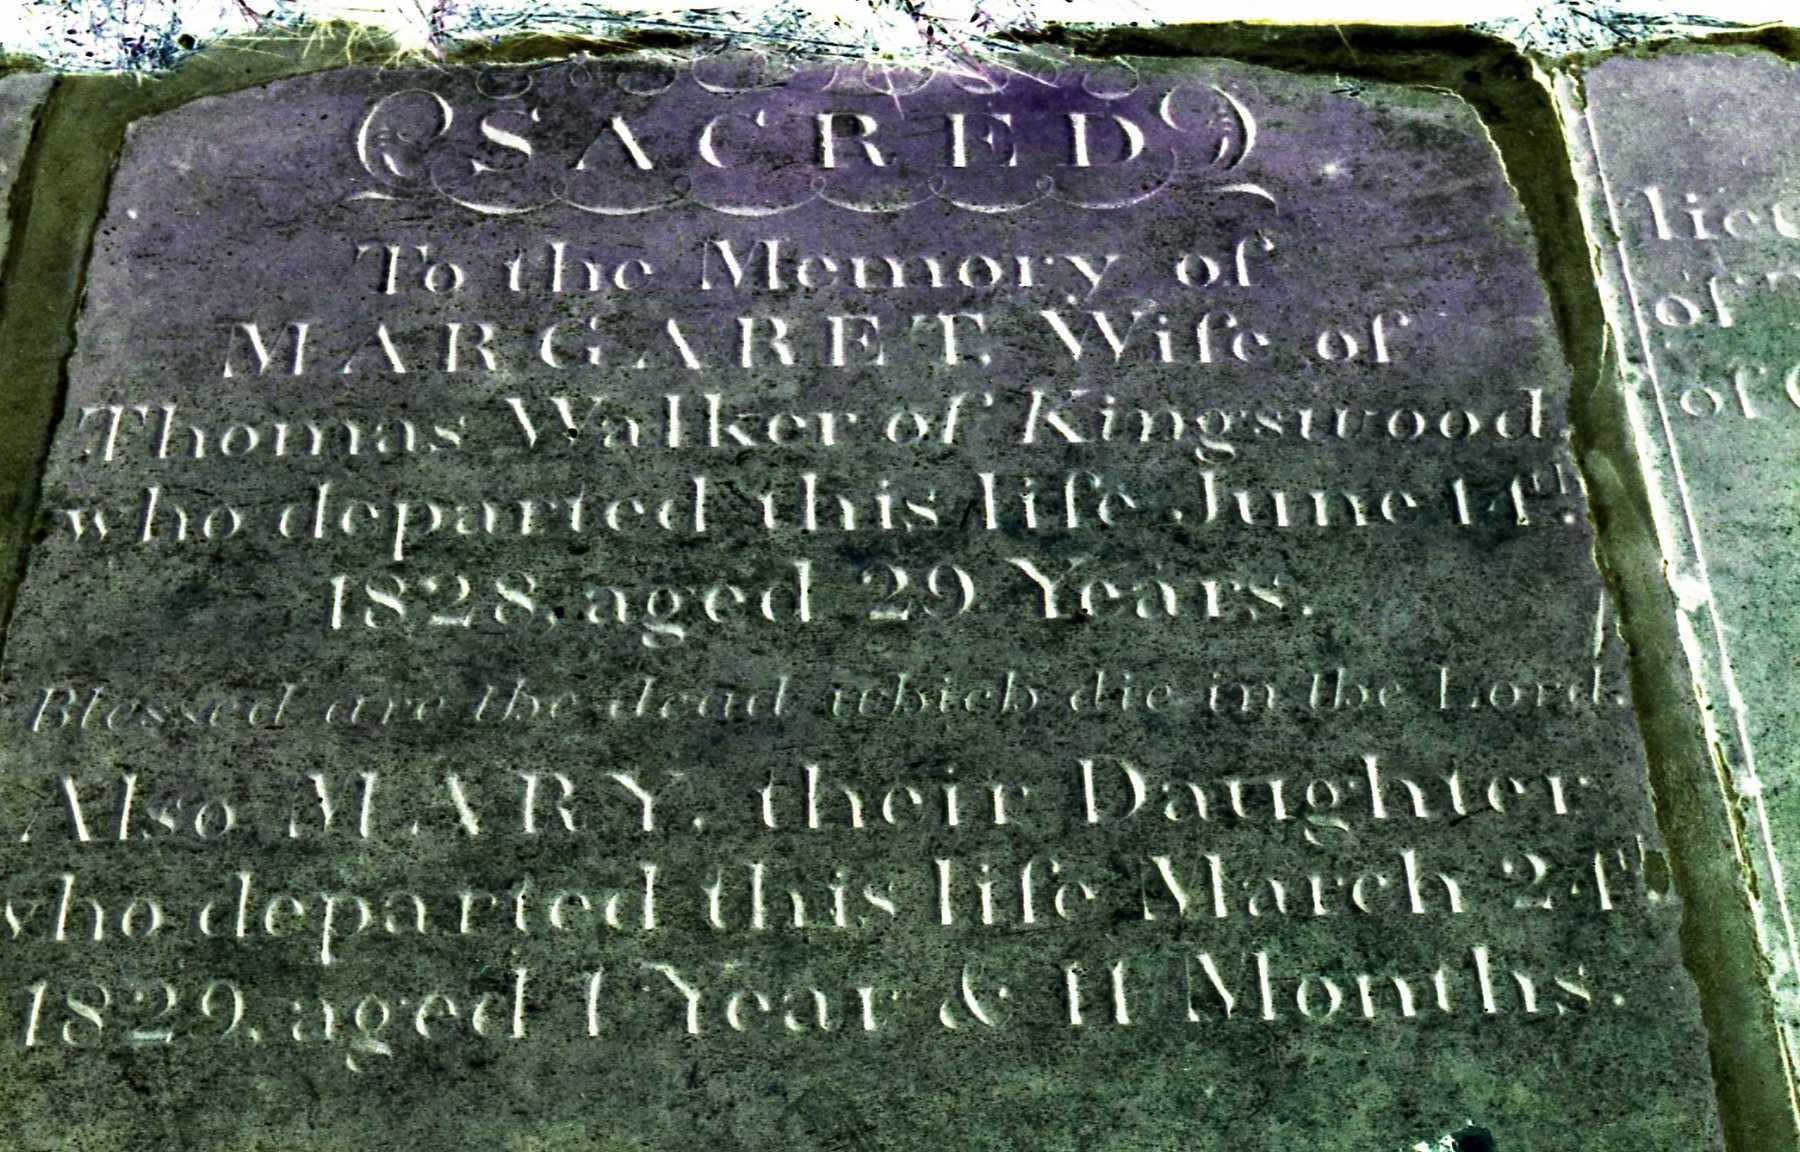 SACRED
To the Memory of
MARGARET, Wife of
Thomas Walker of Kingswood,
who departed this life June 14th.
1828, aged 29 Years.
Blessed are the dead which die in the Lord.
Also MARY, their Daughter
who departed this life March 24th.
1829, aged 1 Year & 11 Months.
of
of